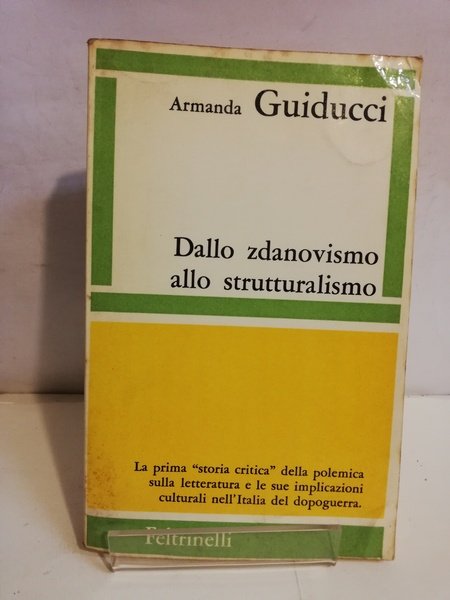 Armanda Guiducci
Dallo zdanovismo
allo strutturalismo
La prima "storia critica" della polemica
sulla letteratura e le sue implicazioni
culturali nell'Italia del dopoguerra.
Feltrinelli